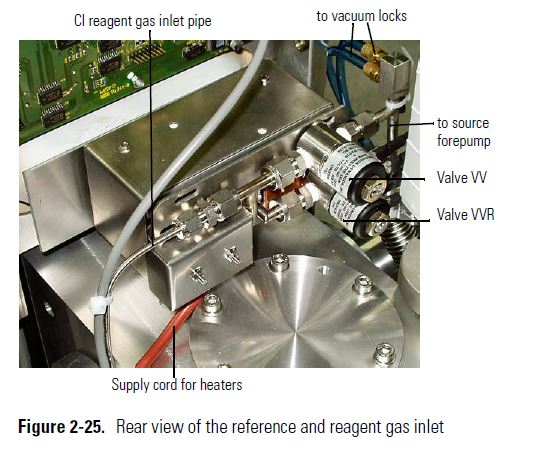 CI reagent gas inlet pipe
to vacuum locks
to source
forepump
Valve VV
Valve VVR
Supply cord for heaters
Figure 2-25. Rear view of the reference and reagent gas inlet